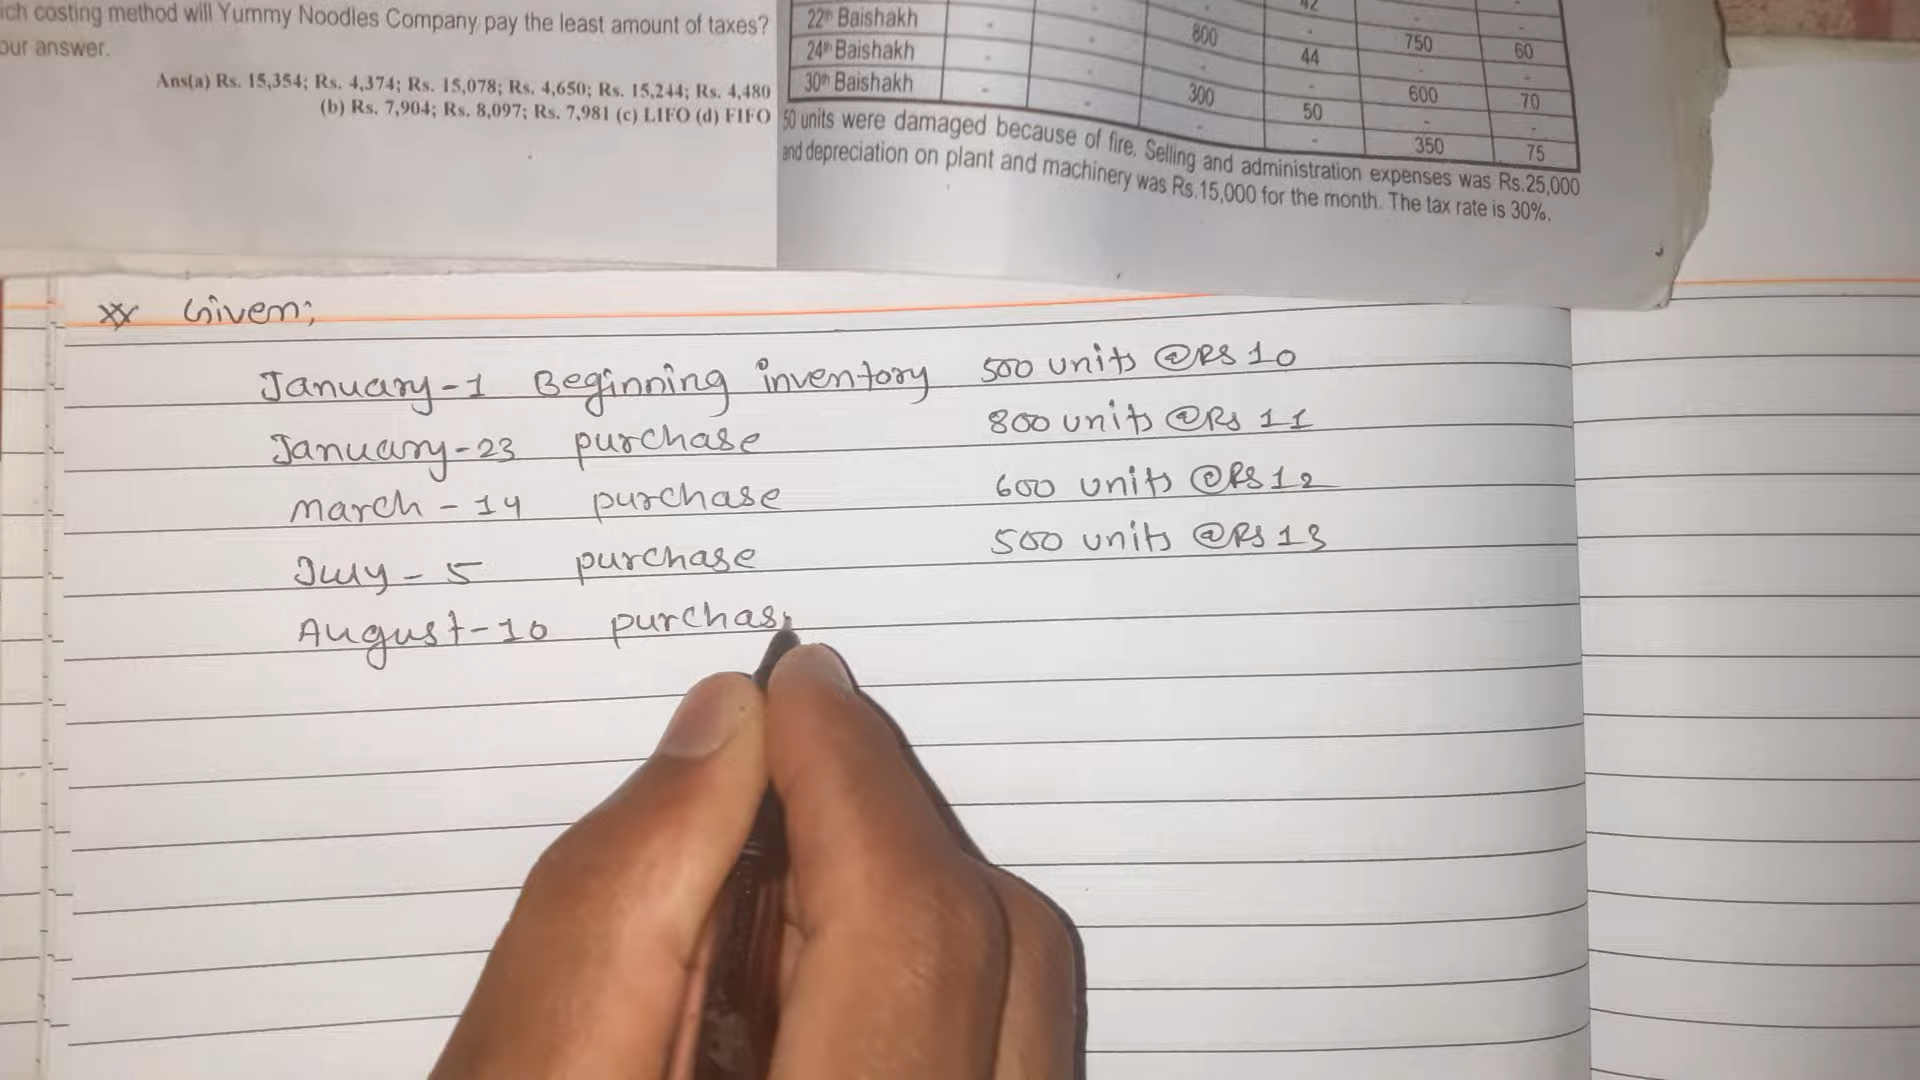 costing method will Yummy Noodles Company pay the least amount of taxes?
our answer.
Ans(a) Rs. 15,354; Rs. 4,374; Rs. 15,078; Rs. 4,650; Rs. 15,244; Rs. 4,480
(b) Rs. 7,904; Rs. 8,097; Rs. 7,981 (c) LIFO (d) FIFO
42
22th Baishakh - - 800 - 750 60
24th Baishakh - - - 44 - -
30th Baishakh - - 300 - 600 70
- 50 - -
- 350 75
50 units were damaged because of fire. Selling and administration expenses was Rs.25,000
and depreciation on plant and machinery was Rs.15,000 for the month. The tax rate is 30%.
Given;
January-1 Beginning inventory 500 units @Rs 10
January-23 purchase 800 units @Rs 11
march - 14 purchase 600 units @Rs 12
July - 5 purchase 500 units @Rs 13
August-10 purchas